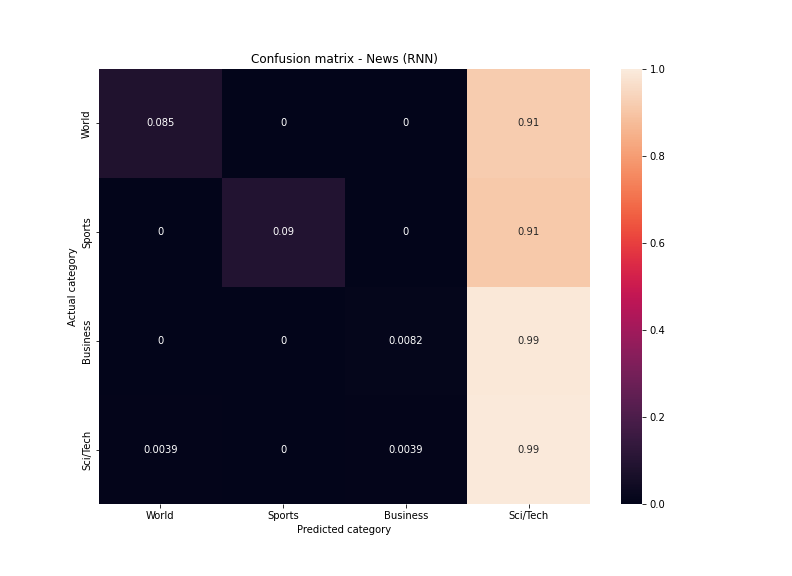 Confusion matrix - News (RNN)
World 0.085 0 0 0.91
Sports 0 0.09 0 0.91
Business 0 0 0.0082 0.99
Sci/Tech 0.0039 0 0.0039 0.99
World Sports Business Sci/Tech
Predicted category
Actual category
1.0
0.8
0.6
0.4
0.2
0.0